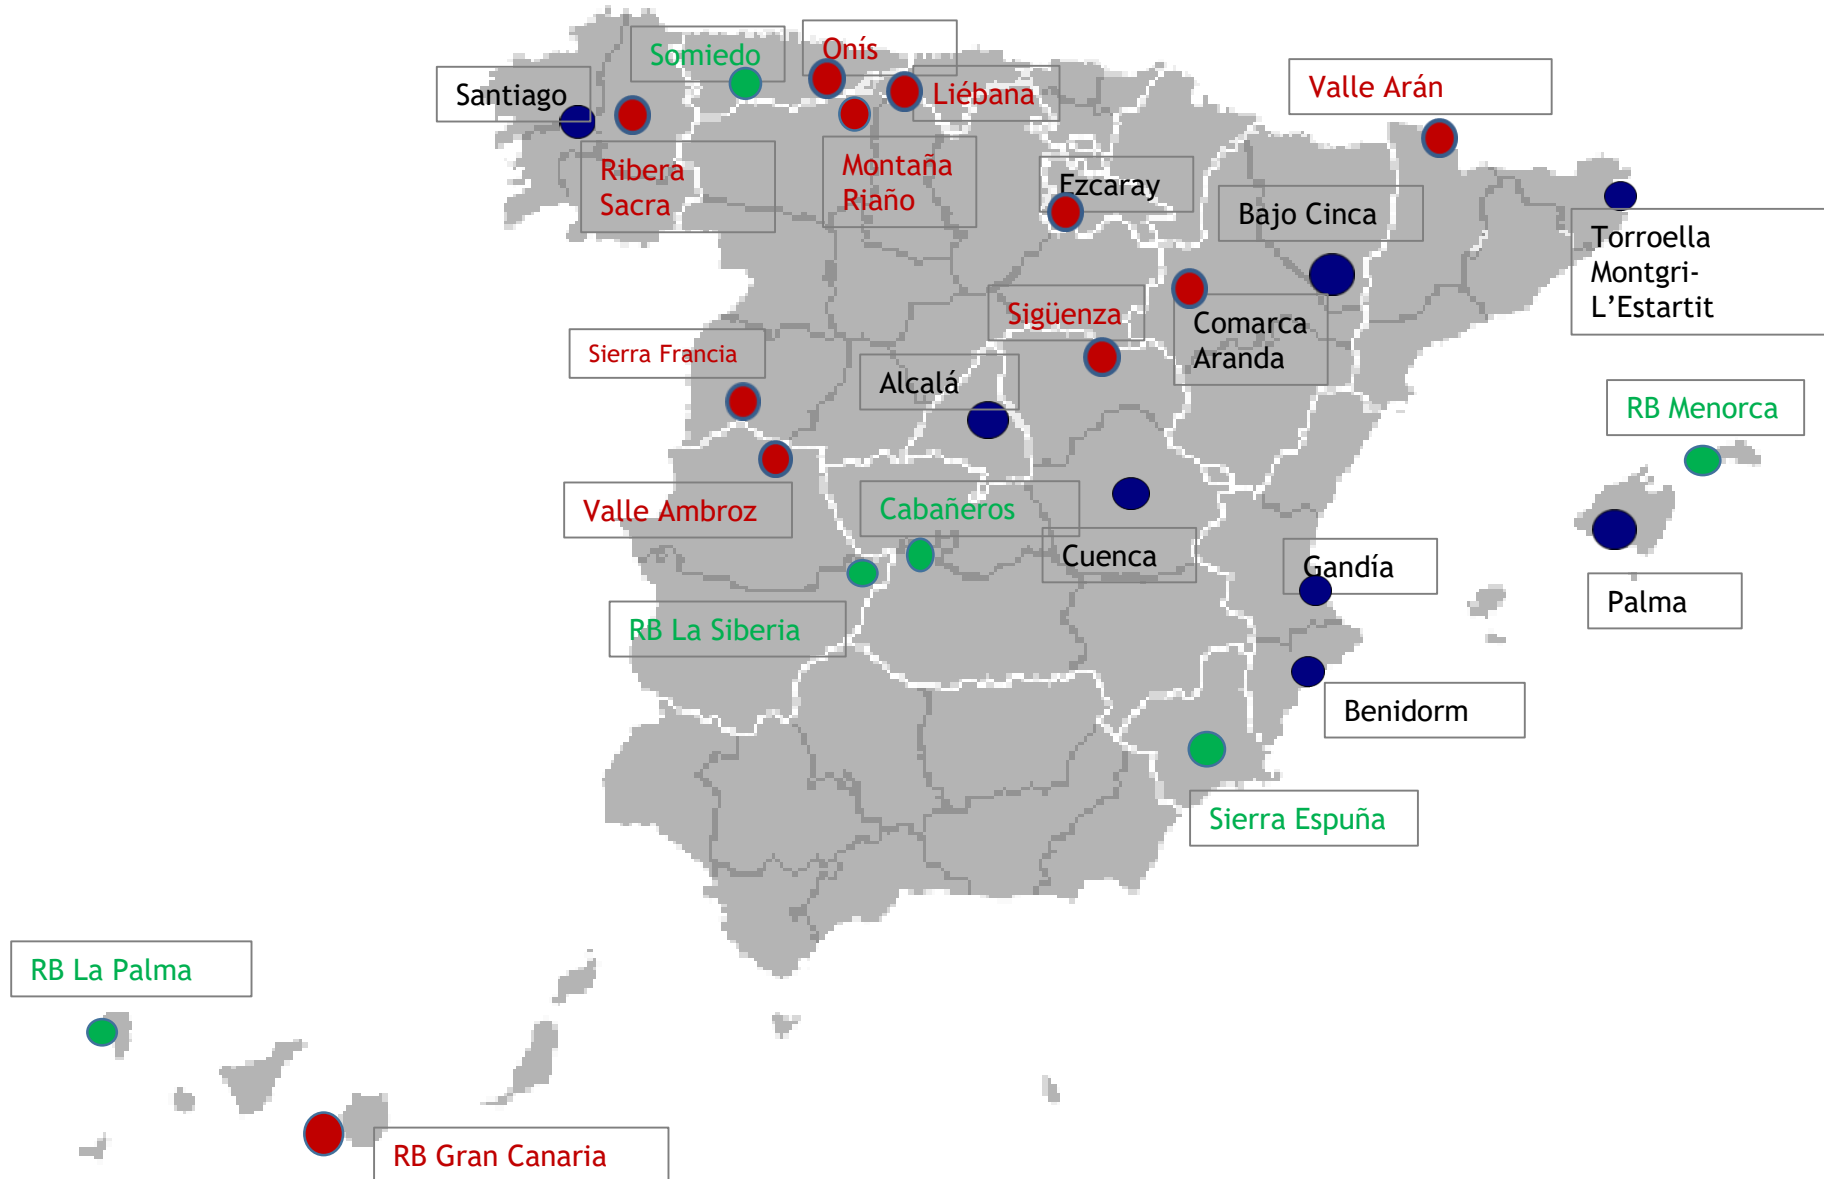 Somiedo
Onís
Santiago
Liébana
Valle Arán
Ribera
Sacra
Montaña
Riaño
Ezcaray
Bajo Cinca
Torroella
Montgri-
L’Estartit
Sigüenza
Comarca
Aranda
Sierra Francia
Alcalá
RB Menorca
Valle Ambroz
Cabañeros
Cuenca
Gandía
Palma
RB La Siberia
Benidorm
Sierra Espuña
RB La Palma
RB Gran Canaria